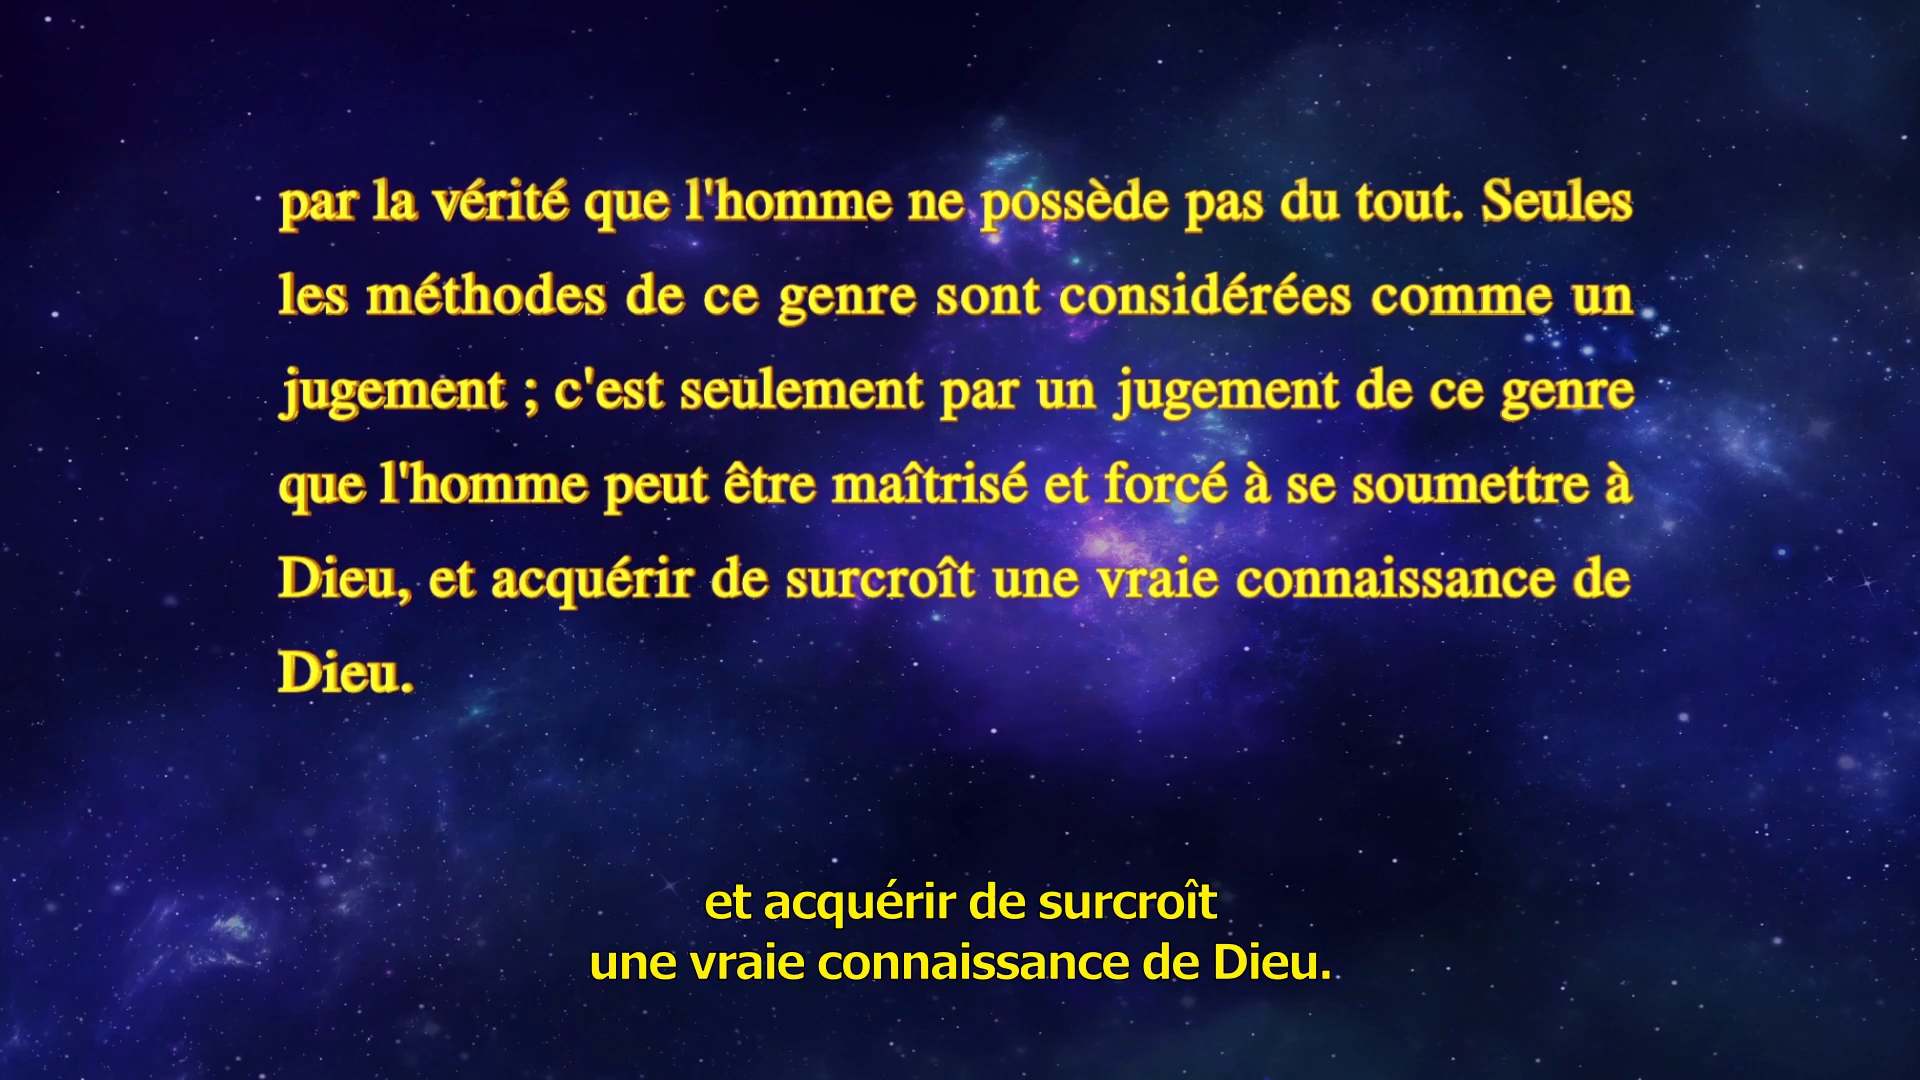 par la vérité que l'homme ne possède pas du tout. Seules
les méthodes de ce genre sont considérées comme un
jugement ; c'est seulement par un jugement de ce genre
que l'homme peut être maîtrisé et forcé à se soumettre à
Dieu, et acquérir de surcroît une vraie connaissance de
Dieu.
et acquérir de surcroît
une vraie connaissance de Dieu.